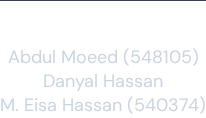 Abdul Moeed (548105)
Danyal Hassan
M. Eisa Hassan (540374)